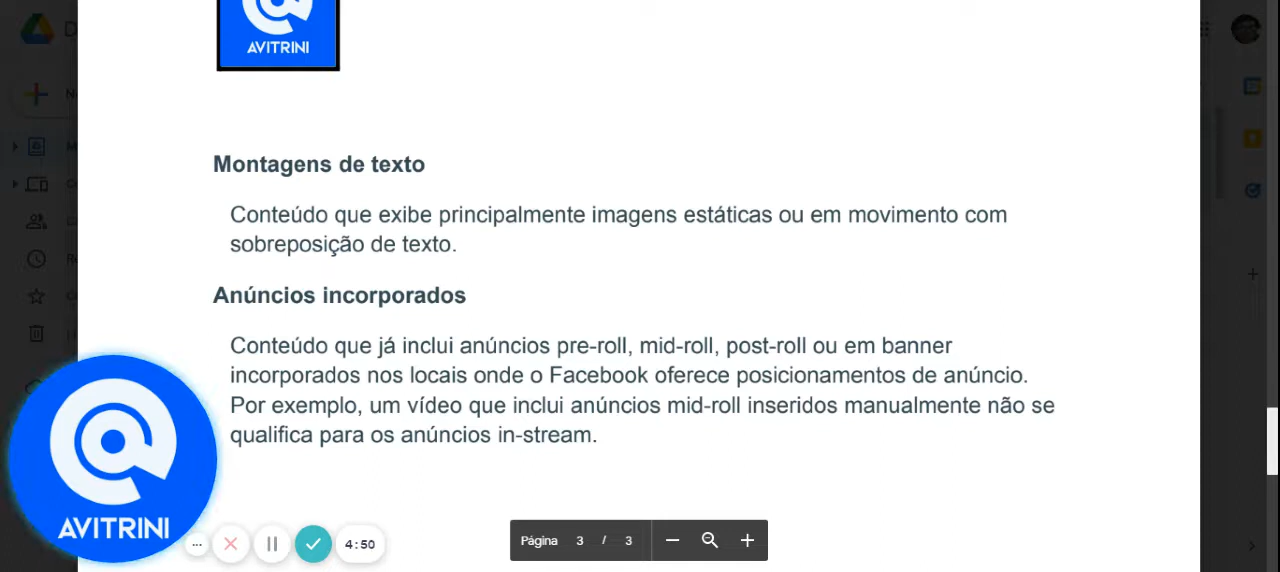 AVITRINI
Montagens de texto
Conteúdo que exibe principalmente imagens estáticas ou em movimento com
sobreposição de texto.
Anúncios incorporados
Conteúdo que já inclui anúncios pre-roll, mid-roll, post-roll ou em banner
incorporados nos locais onde o Facebook oferece posicionamentos de anúncio.
Por exemplo, um vídeo que inclui anúncios mid-roll inseridos manualmente não se
qualifica para os anúncios in-stream.
AVITRINI
4:50
Página 3 / 3